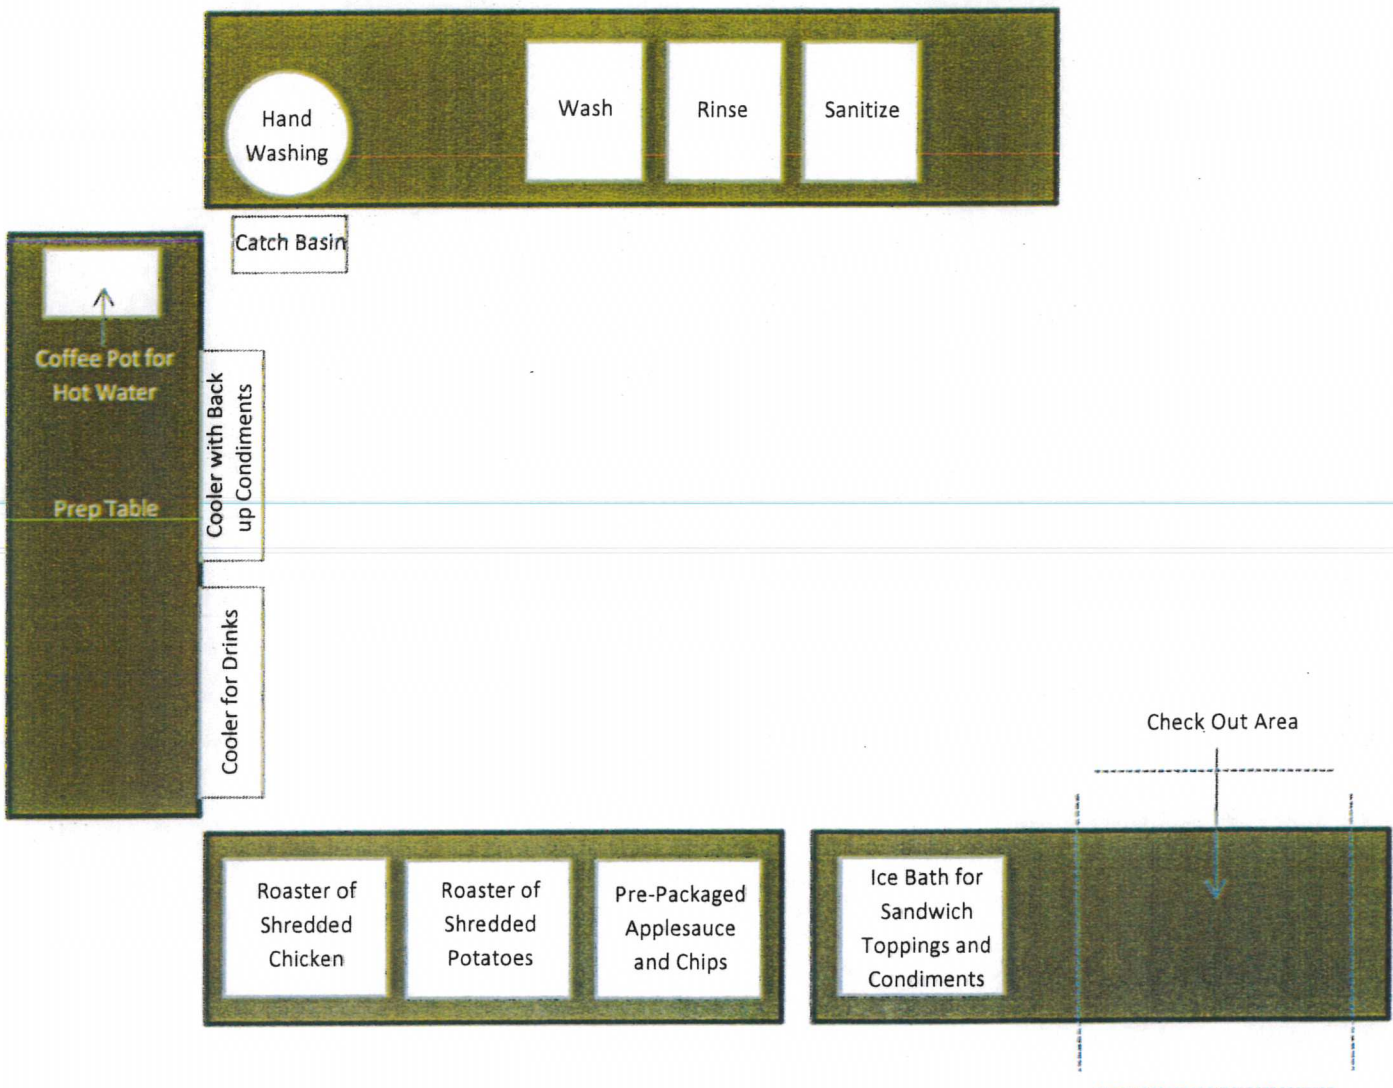 Hand
Washing
Wash
Rinse
Sanitize
Catch Basin
Coffee Pot for
Hot Water
Prep Table
Cooler with Back
up Condiments
Cooler for Drinks
Check Out Area
Roaster of
Shredded
Chicken
Roaster of
Shredded
Potatoes
Pre-Packaged
Applesauce
and Chips
Ice Bath for
Sandwich
Toppings and
Condiments